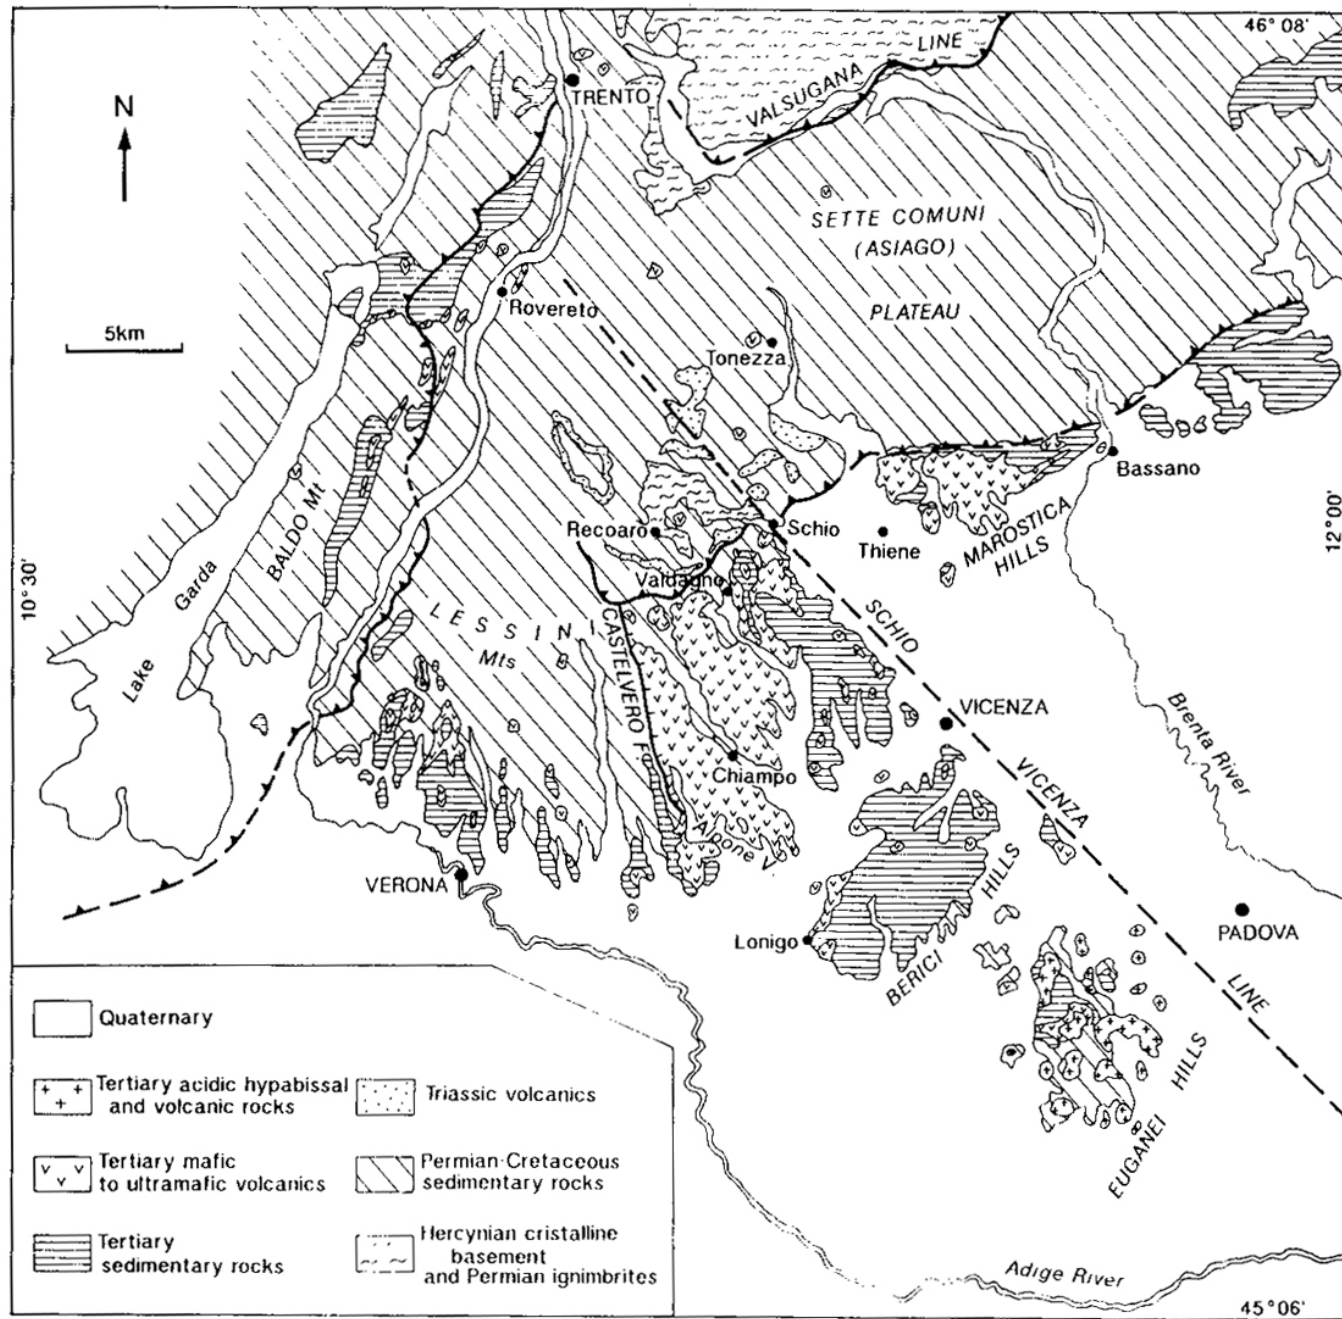 46° 08'
N
TRENTO
VALSUGANA LINE
SETTE COMUNI
(ASIAGO)
PLATEAU
Rovereto
5km
Tonezza
Bassano
Recoaro
Schio
Thiene
MAROSTICA
HILLS
12° 00'
10° 30'
BALDO Mt
Lake Garda
Valdagno
LESSINI
Mts
CASTELVERO F.
SCHIO VICENZA LINE
VICENZA
Brenta River
Chiampo
Alpone V.
VERONA
Lonigo
BERICI HILLS
PADOVA
EUGANEI HILLS
Adige River
45° 06'
Quaternary
Tertiary acidic hypabissal
and volcanic rocks
Tertiary mafic
to ultramafic volcanics
Tertiary
sedimentary rocks
Triassic volcanics
Permian-Cretaceous
sedimentary rocks
Hercynian cristalline
basement
and Permian ignimbrites